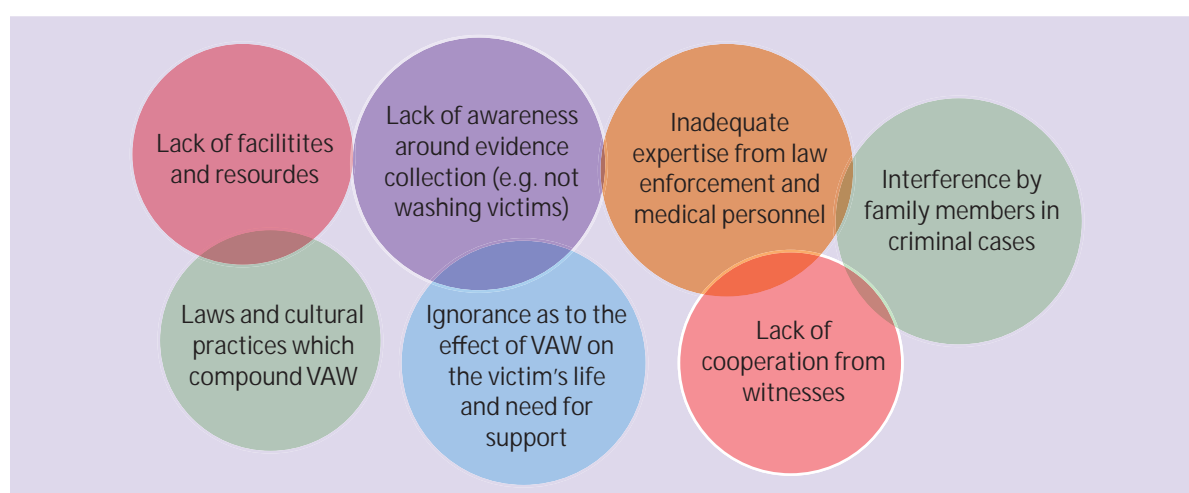 Lack of facilitites
and resourdes
Lack of awareness
around evidence
collection (e.g. not
washing victims)
Inadequate
expertise from law
enforcement and
medical personnel
Interference by
family members in
criminal cases
Laws and cultural
practices which
compound VAW
Ignorance as to the
effect of VAW on
the victim’s life
and need for
support
Lack of
cooperation from
witnesses